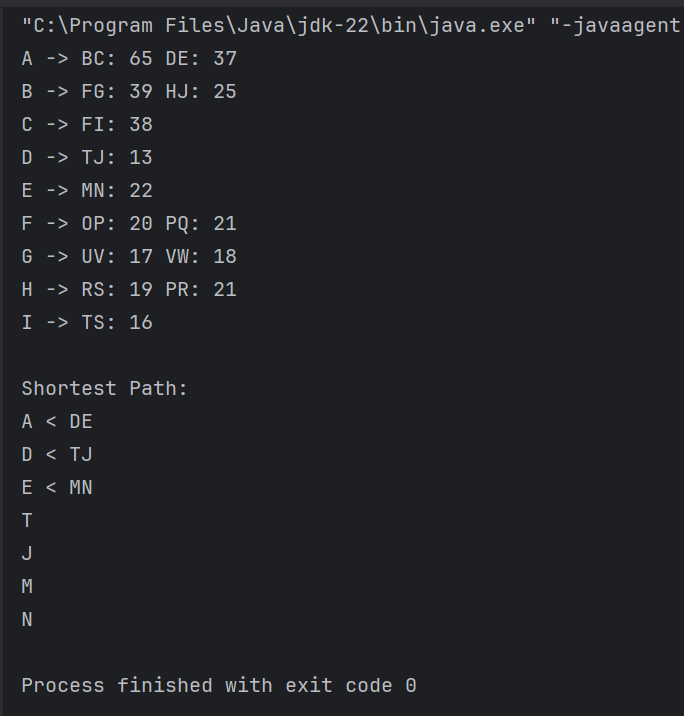 "C:\Program Files\Java\jdk-22\bin\java.exe" "-javaagent
A -> BC: 65 DE: 37
B -> FG: 39 HJ: 25
C -> FI: 38
D -> TJ: 13
E -> MN: 22
F -> OP: 20 PQ: 21
G -> UV: 17 VW: 18
H -> RS: 19 PR: 21
I -> TS: 16
Shortest Path:
A < DE
D < TJ
E < MN
T
J
M
N
Process finished with exit code 0